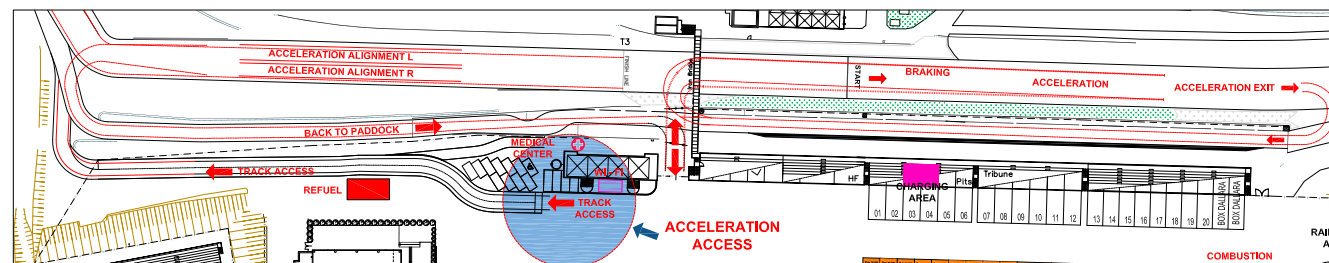 T3
ACCELERATION ALIGNMENT L
ACCELERATION ALIGNMENT R
FINISH LINE
START
BRAKING
ACCELERATION
ACCELERATION EXIT
BACK TO PADDOCK
MEDICAL
CENTER
WI - FI
TRACK ACCESS
REFUEL
TRACK
ACCESS
ACCELERATION
ACCESS
HF
CHARGING
AREA
Pits
Tribune
01 02 03 04 05 06 07 08 09 10 11 12 13 14 15 16 17 18 19 20 BOX DALLARA BOX DALLARA
RAI
A
COMBUSTION